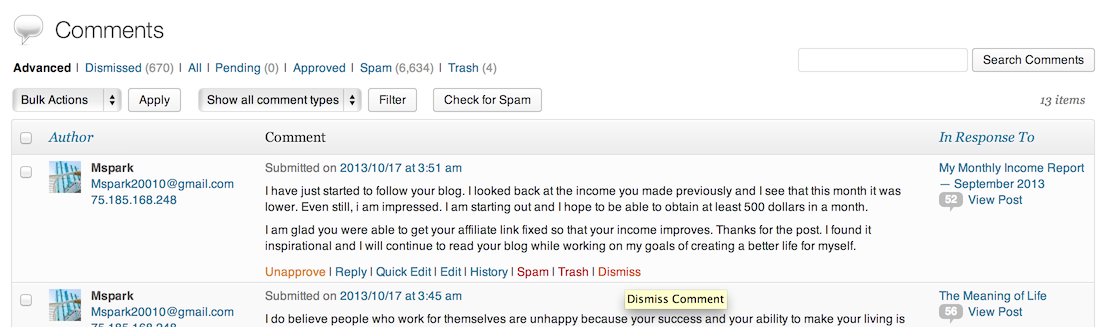 Comments
Advanced | Dismissed (670) | All | Pending (0) | Approved | Spam (6,634) | Trash (4)
Search Comments
Bulk Actions Apply Show all comment types Filter Check for Spam 13 items
Author Comment In Response To
Mspark
Mspark20010@gmail.com
75.185.168.248
Submitted on 2013/10/17 at 3:51 am
I have just started to follow your blog. I looked back at the income you made previously and I see that this month it was
lower. Even still, i am impressed. I am starting out and I hope to be able to obtain at least 500 dollars in a month.
I am glad you were able to get your affiliate link fixed so that your income improves. Thanks for the post. I found it
inspirational and I will continue to read your blog while working on my goals of creating a better life for myself.
Unapprove | Reply | Quick Edit | Edit | History | Spam | Trash | Dismiss
My Monthly Income Report
— September 2013
52 View Post
Dismiss Comment
Mspark
Mspark20010@gmail.com
75.185.168.248
Submitted on 2013/10/17 at 3:45 am
I do believe people who work for themselves are unhappy because your success and your ability to make your living is
The Meaning of Life
56 View Post